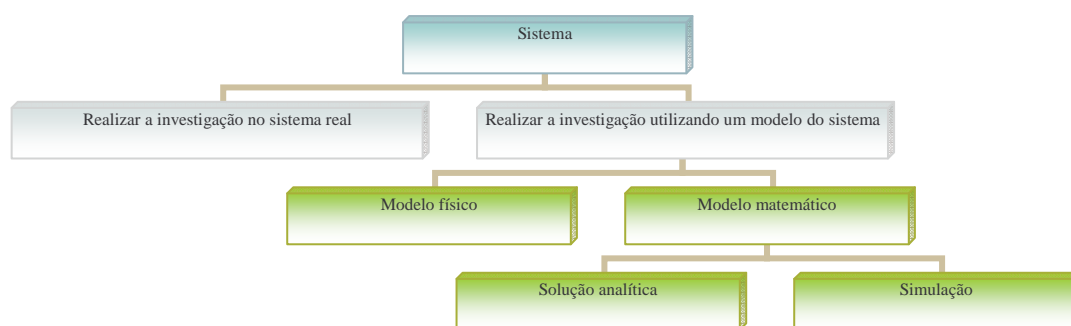 Sistema
Realizar a investigação no sistema real
Realizar a investigação utilizando um modelo do sistema
Modelo físico
Modelo matemático
Solução analítica
Simulação